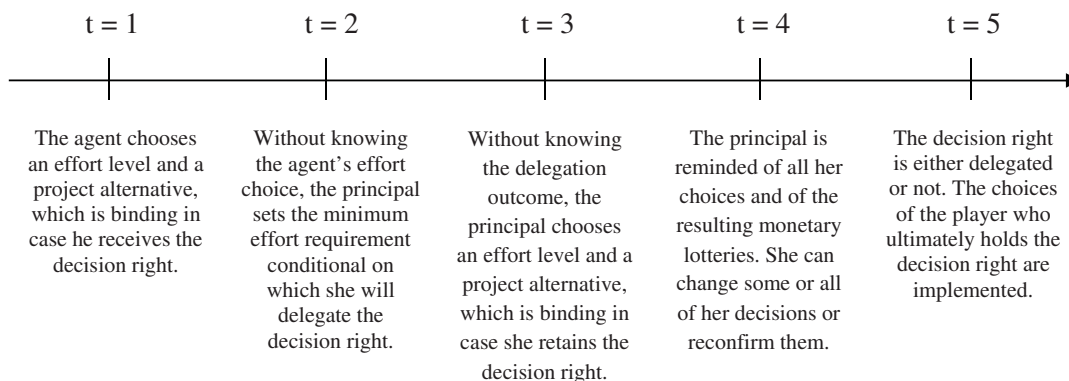 t = 1
t = 2
t = 3
t = 4
t = 5
The agent chooses
an effort level and a
project alternative,
which is binding in
case he receives the
decision right.
Without knowing
the agent's effort
choice, the principal
sets the minimum
effort requirement
conditional on
which she will
delegate the
decision right.
Without knowing
the delegation
outcome, the
principal chooses
an effort level and a
project alternative,
which is binding in
case she retains the
decision right.
The principal is
reminded of all her
choices and of the
resulting monetary
lotteries. She can
change some or all
of her decisions or
reconfirm them.
The decision right
is either delegated
or not. The choices
of the player who
ultimately holds the
decision right are
implemented.